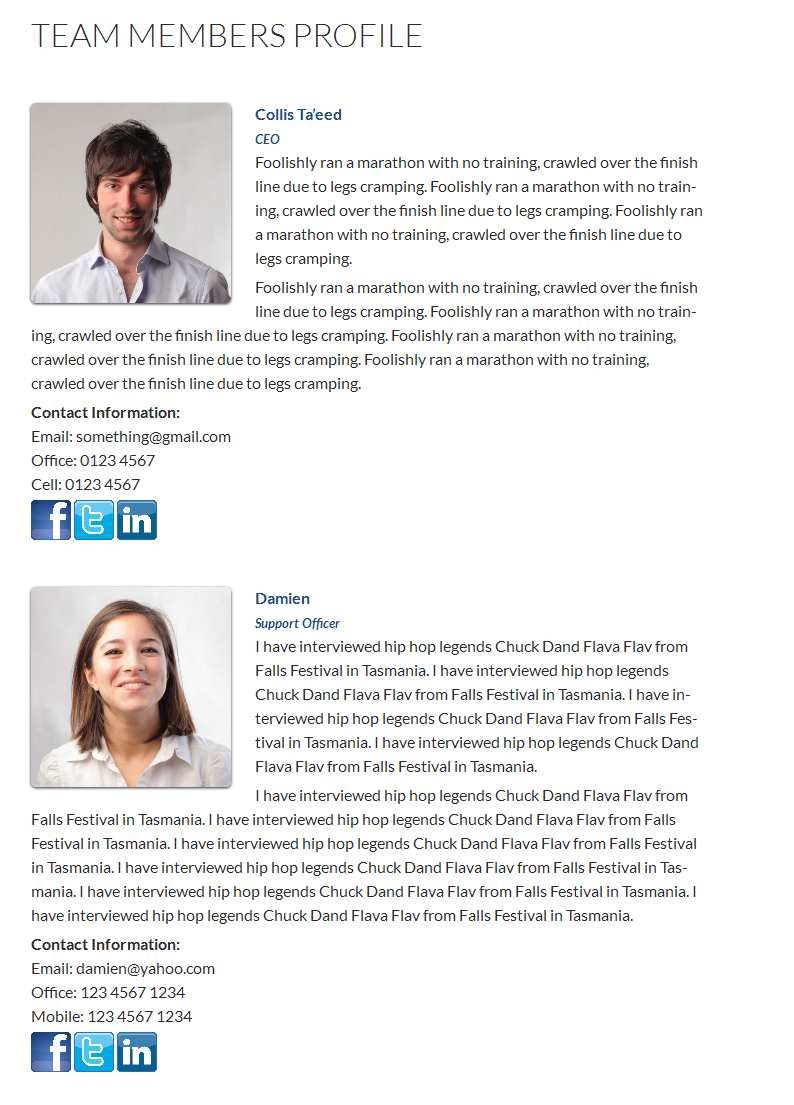 TEAM MEMBERS PROFILE
Collis Ta'eed
CEO
Foolishly ran a marathon with no training, crawled over the finish
line due to legs cramping. Foolishly ran a marathon with no train-
ing, crawled over the finish line due to legs cramping. Foolishly ran
a marathon with no training, crawled over the finish line due to
legs cramping.
Foolishly ran a marathon with no training, crawled over the finish
line due to legs cramping. Foolishly ran a marathon with no train-
ing, crawled over the finish line due to legs cramping. Foolishly ran a marathon with no training,
crawled over the finish line due to legs cramping. Foolishly ran a marathon with no training,
crawled over the finish line due to legs cramping.
Contact Information:
Email: something@gmail.com
Office: 0123 4567
Cell: 0123 4567
f t in
Damien
Support Officer
I have interviewed hip hop legends Chuck Dand Flava Flav from
Falls Festival in Tasmania. I have interviewed hip hop legends
Chuck Dand Flava Flav from Falls Festival in Tasmania. I have in-
terviewed hip hop legends Chuck Dand Flava Flav from Falls Fes-
tival in Tasmania. I have interviewed hip hop legends Chuck Dand
Flava Flav from Falls Festival in Tasmania.
I have interviewed hip hop legends Chuck Dand Flava Flav from
Falls Festival in Tasmania. I have interviewed hip hop legends Chuck Dand Flava Flav from Falls
Festival in Tasmania. I have interviewed hip hop legends Chuck Dand Flava Flav from Falls Festival
in Tasmania. I have interviewed hip hop legends Chuck Dand Flava Flav from Falls Festival in Tas-
mania. I have interviewed hip hop legends Chuck Dand Flava Flav from Falls Festival in Tasmania. I
have interviewed hip hop legends Chuck Dand Flava Flav from Falls Festival in Tasmania.
Contact Information:
Email: damien@yahoo.com
Office: 123 4567 1234
Mobile: 123 4567 1234
f t in